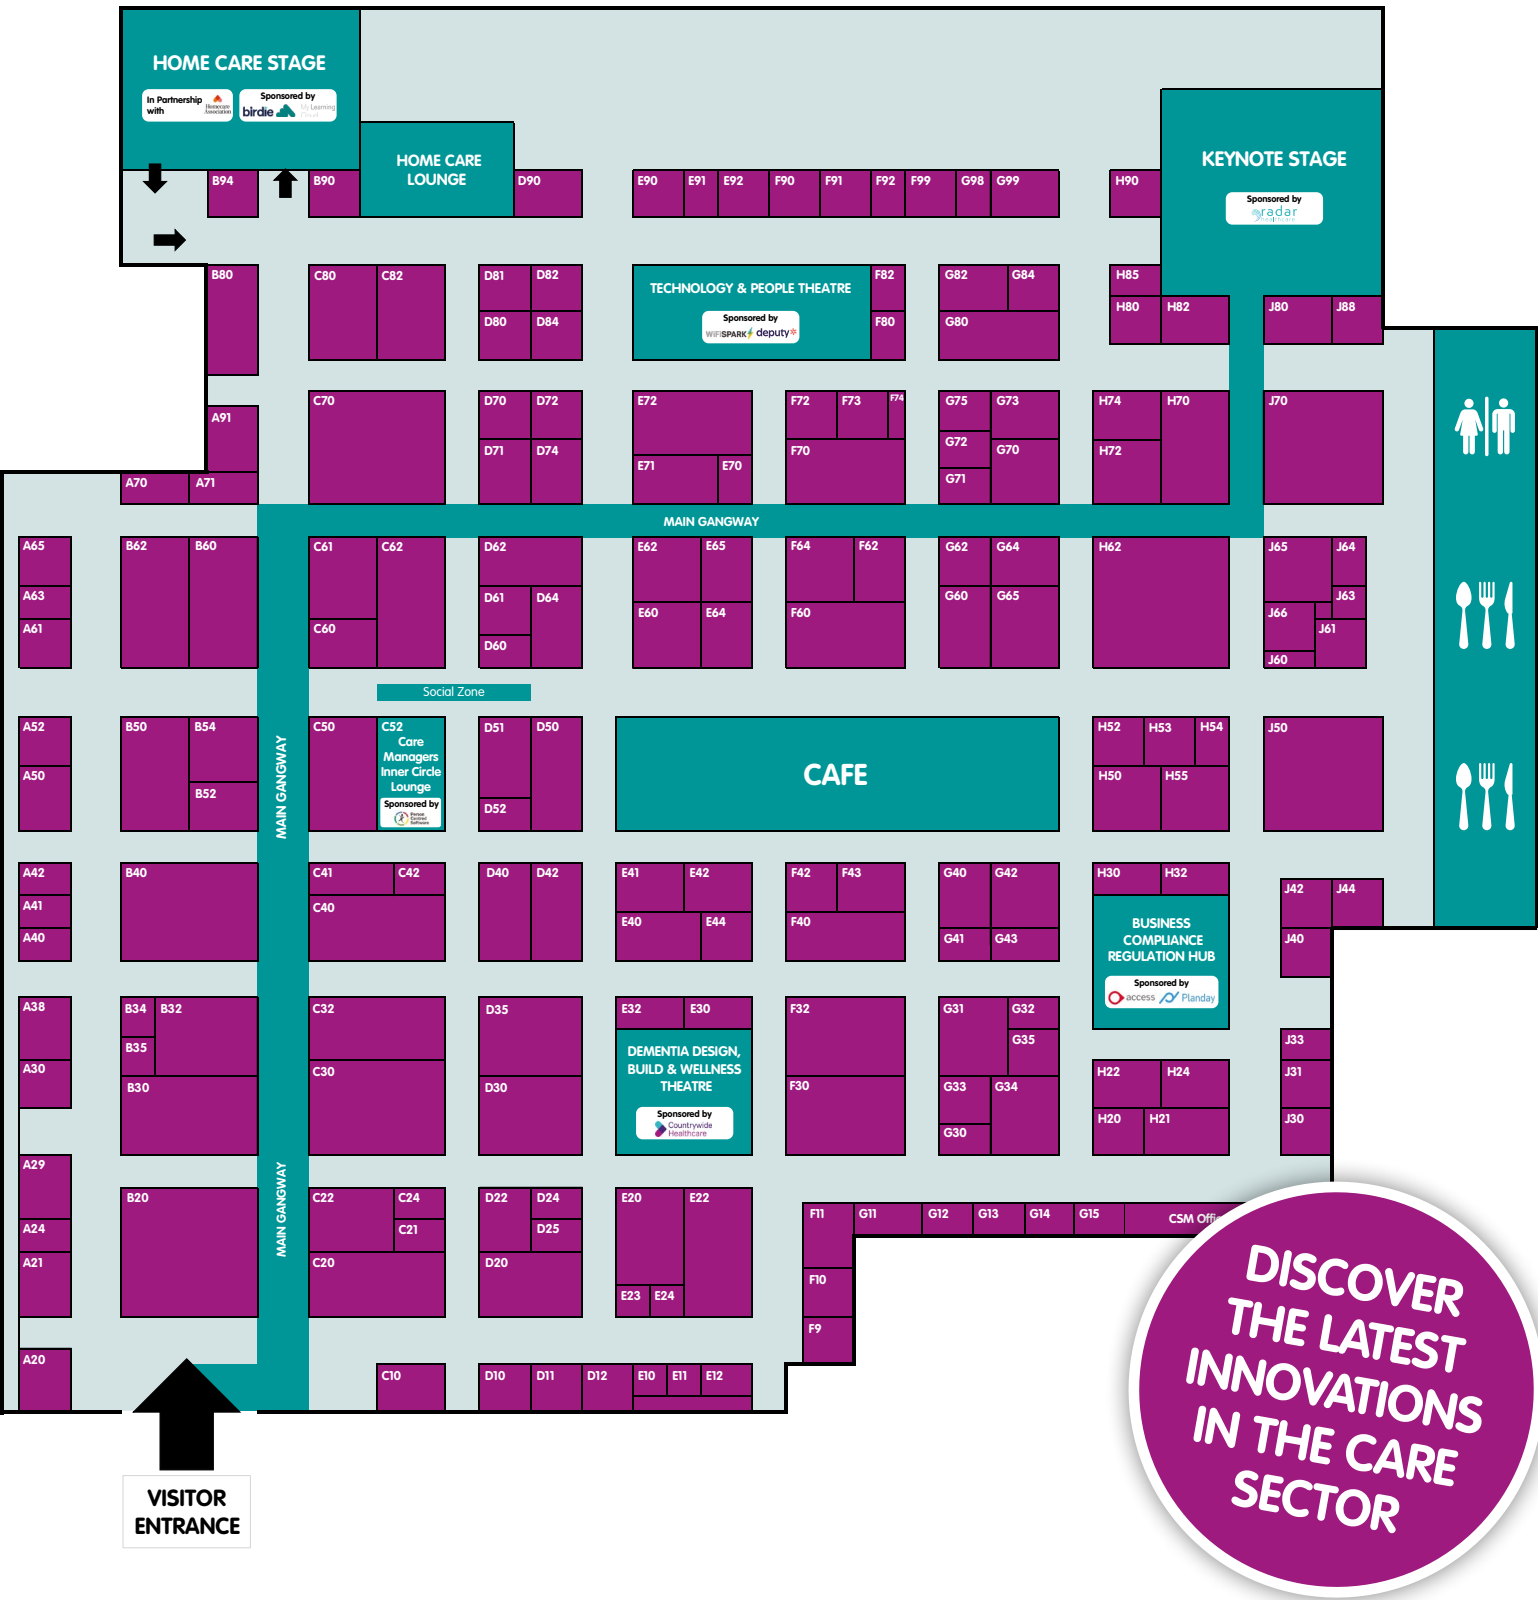 HOME CARE STAGE
In Partnership
with
Homecare
Association
Sponsored by
birdie
My Learning
Cloud
HOME CARE
LOUNGE
KEYNOTE STAGE
Sponsored by
radar
healthcare
B94
B90
D90
E90
E91
E92
F90
F91
F92
F99
G98
G99
H90
B80
C80
C82
D81
D82
D80
D84
TECHNOLOGY & PEOPLE THEATRE
Sponsored by
WIFI SPARK
deputy
F82
F80
G82
G84
G80
H85
H80
H82
J80
J88
A91
A70
A71
C70
D70
D72
D71
D74
E72
E71
E70
F72
F73
F74
F70
G75
G73
G72
G70
G71
H74
H70
H72
J70
MAIN GANGWAY
A65
A63
A61
B62
B60
C61
C62
C60
D62
D61
D64
D60
E62
E65
E60
E64
F64
F62
F60
G62
G64
G60
G65
H62
J65
J64
J63
J66
J61
J60
Social Zone
A52
A50
B50
B54
B52
MAIN GANGWAY
C50
C52
Care
Managers
Inner Circle
Lounge
Sponsored by
Person
Centred
Software
D51
D50
D52
CAFE
H52
H53
H54
H50
H55
J50
A42
A41
A40
B40
C41
C42
C40
D40
D42
E41
E42
E40
E44
F42
F43
F40
G40
G42
G41
G43
H30
H32
BUSINESS
COMPLIANCE
REGULATION HUB
Sponsored by
access
Planday
J42
J44
J40
A38
A30
B34
B32
B35
B30
C32
C30
D35
D30
E32
E30
DEMENTIA DESIGN,
BUILD & WELLNESS
THEATRE
Sponsored by
Countrywide
Healthcare
F32
F30
G31
G32
G35
G33
G34
G30
H22
H24
H20
H21
J33
J31
J30
A29
A24
A21
A20
B20
MAIN GANGWAY
C22
C24
C21
C20
D22
D24
D25
D20
E20
E22
E23
E24
F11
G11
G12
G13
G14
G15
CSM Offi
F10
F9
C10
D10
D11
D12
E10
E11
E12
VISITOR
ENTRANCE
DISCOVER
THE LATEST
INNOVATIONS
IN THE CARE
SECTOR